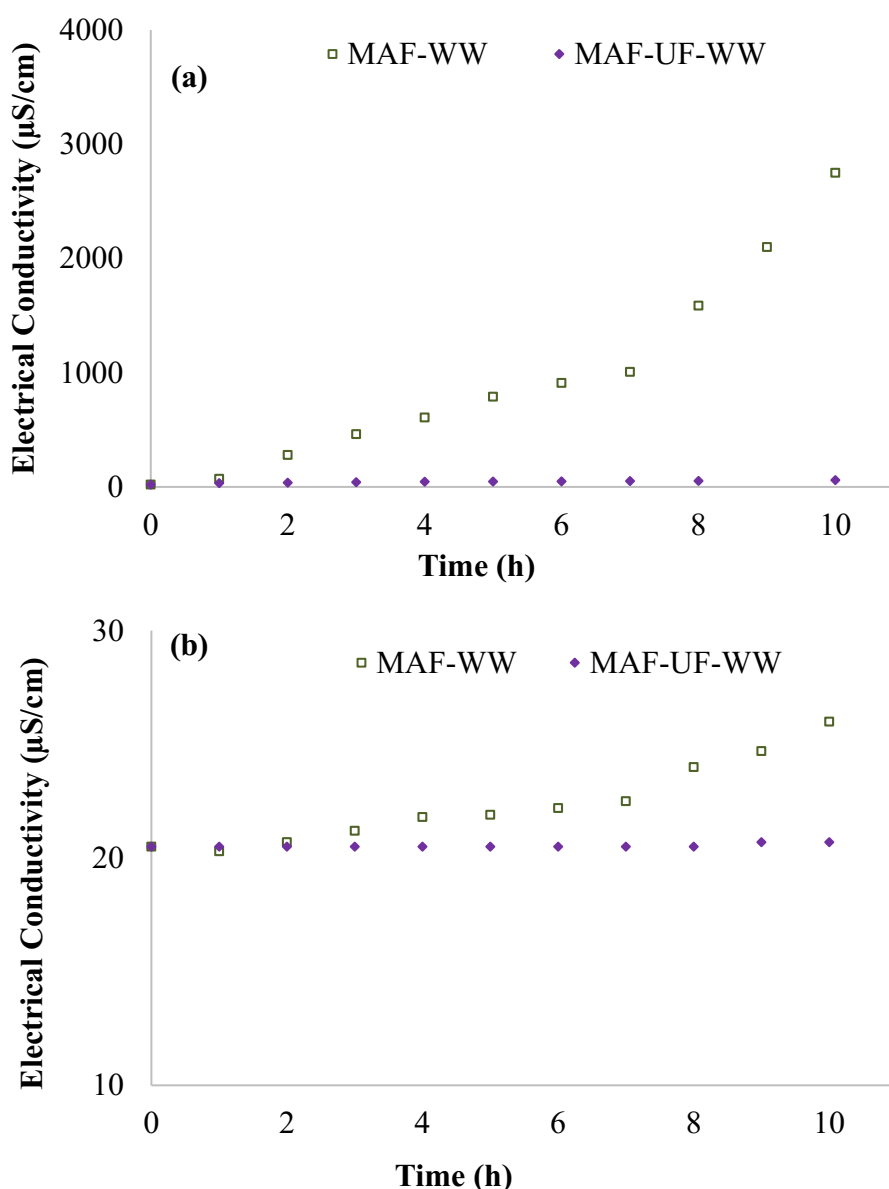 4000
MAF-WW MAF-UF-WW
(a)
3000
2000
1000
0
Electrical Conductivity (µS/cm)
0 2 4 6 8 10
Time (h)
30
(b)
MAF-WW MAF-UF-WW
20
10
Electrical Conductivity (µS/cm)
0 2 4 6 8 10
Time (h)